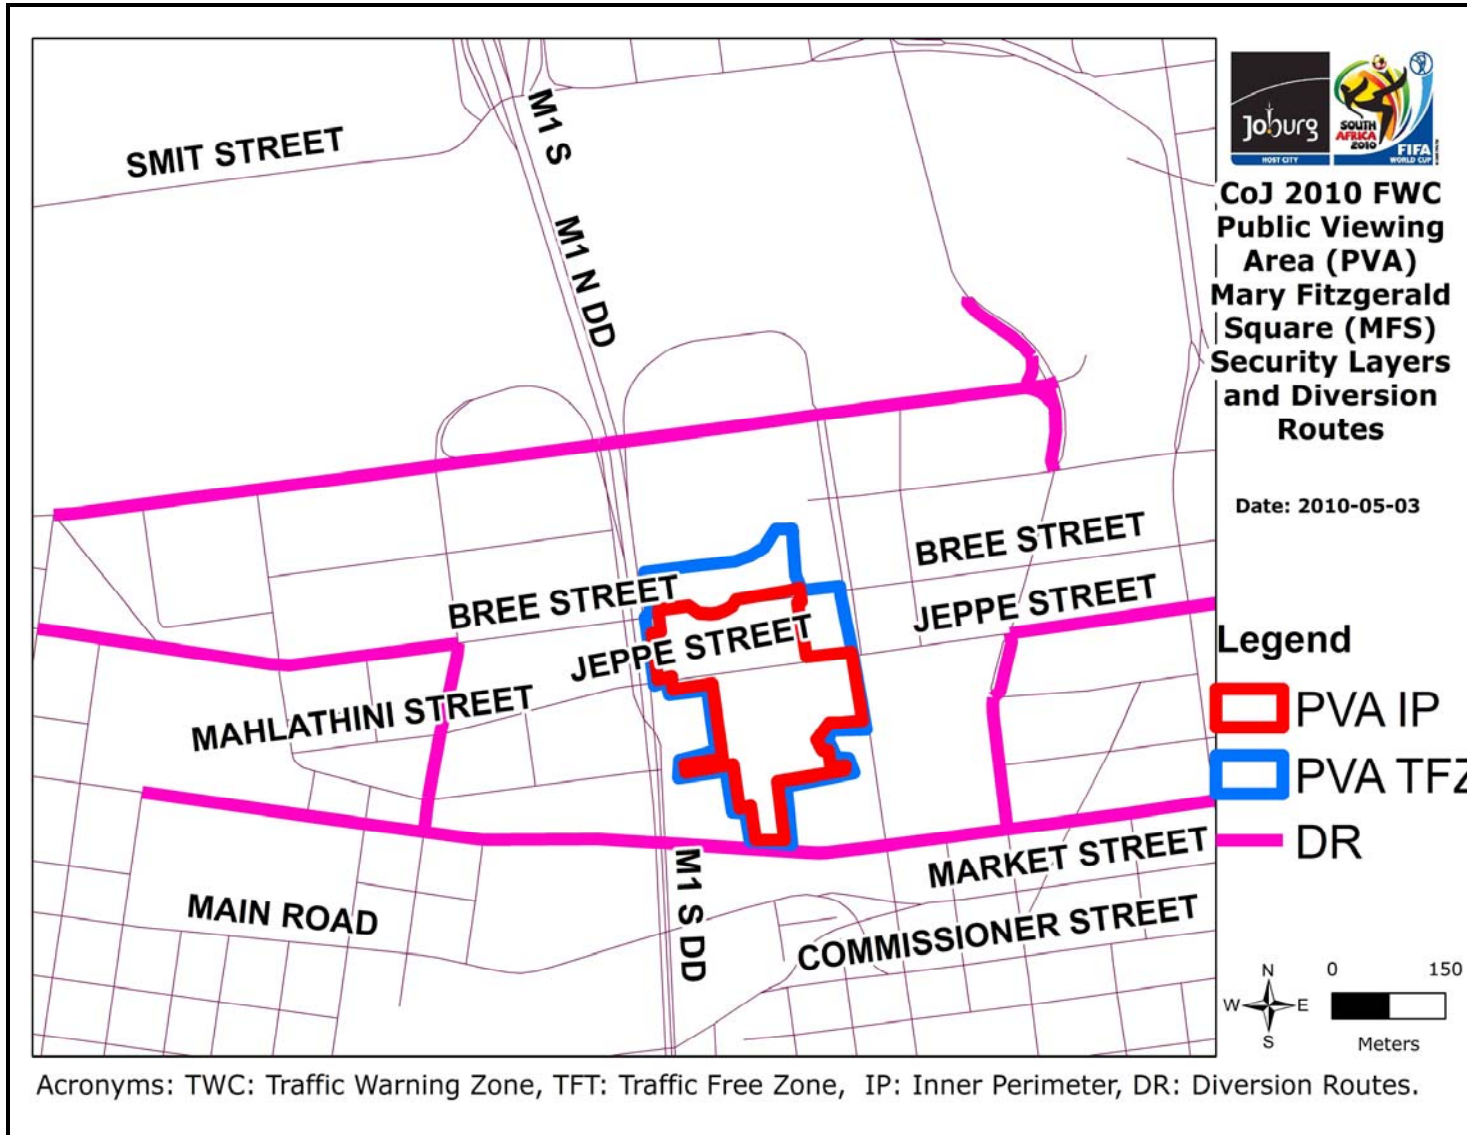 SMIT STREET
M1 S
M1 N DD
BREE STREET
JEPPE STREET
BREE STREET
JEPPE STREET
MAHLATHINI STREET
MAIN ROAD
M1 S DD
MARKET STREET
COMMISSIONER STREET
Joburg
HOST CITY
SOUTH
AFRICA
2010
FIFA
WORLD CUP
CoJ 2010 FWC
Public Viewing
Area (PVA)
Mary Fitzgerald
Square (MFS)
Security Layers
and Diversion
Routes
Date: 2010-05-03
Legend
PVA IP
PVA TFZ
DR
N
W E
S
0 150
Meters
Acronyms: TWC: Traffic Warning Zone, TFT: Traffic Free Zone, IP: Inner Perimeter, DR: Diversion Routes.